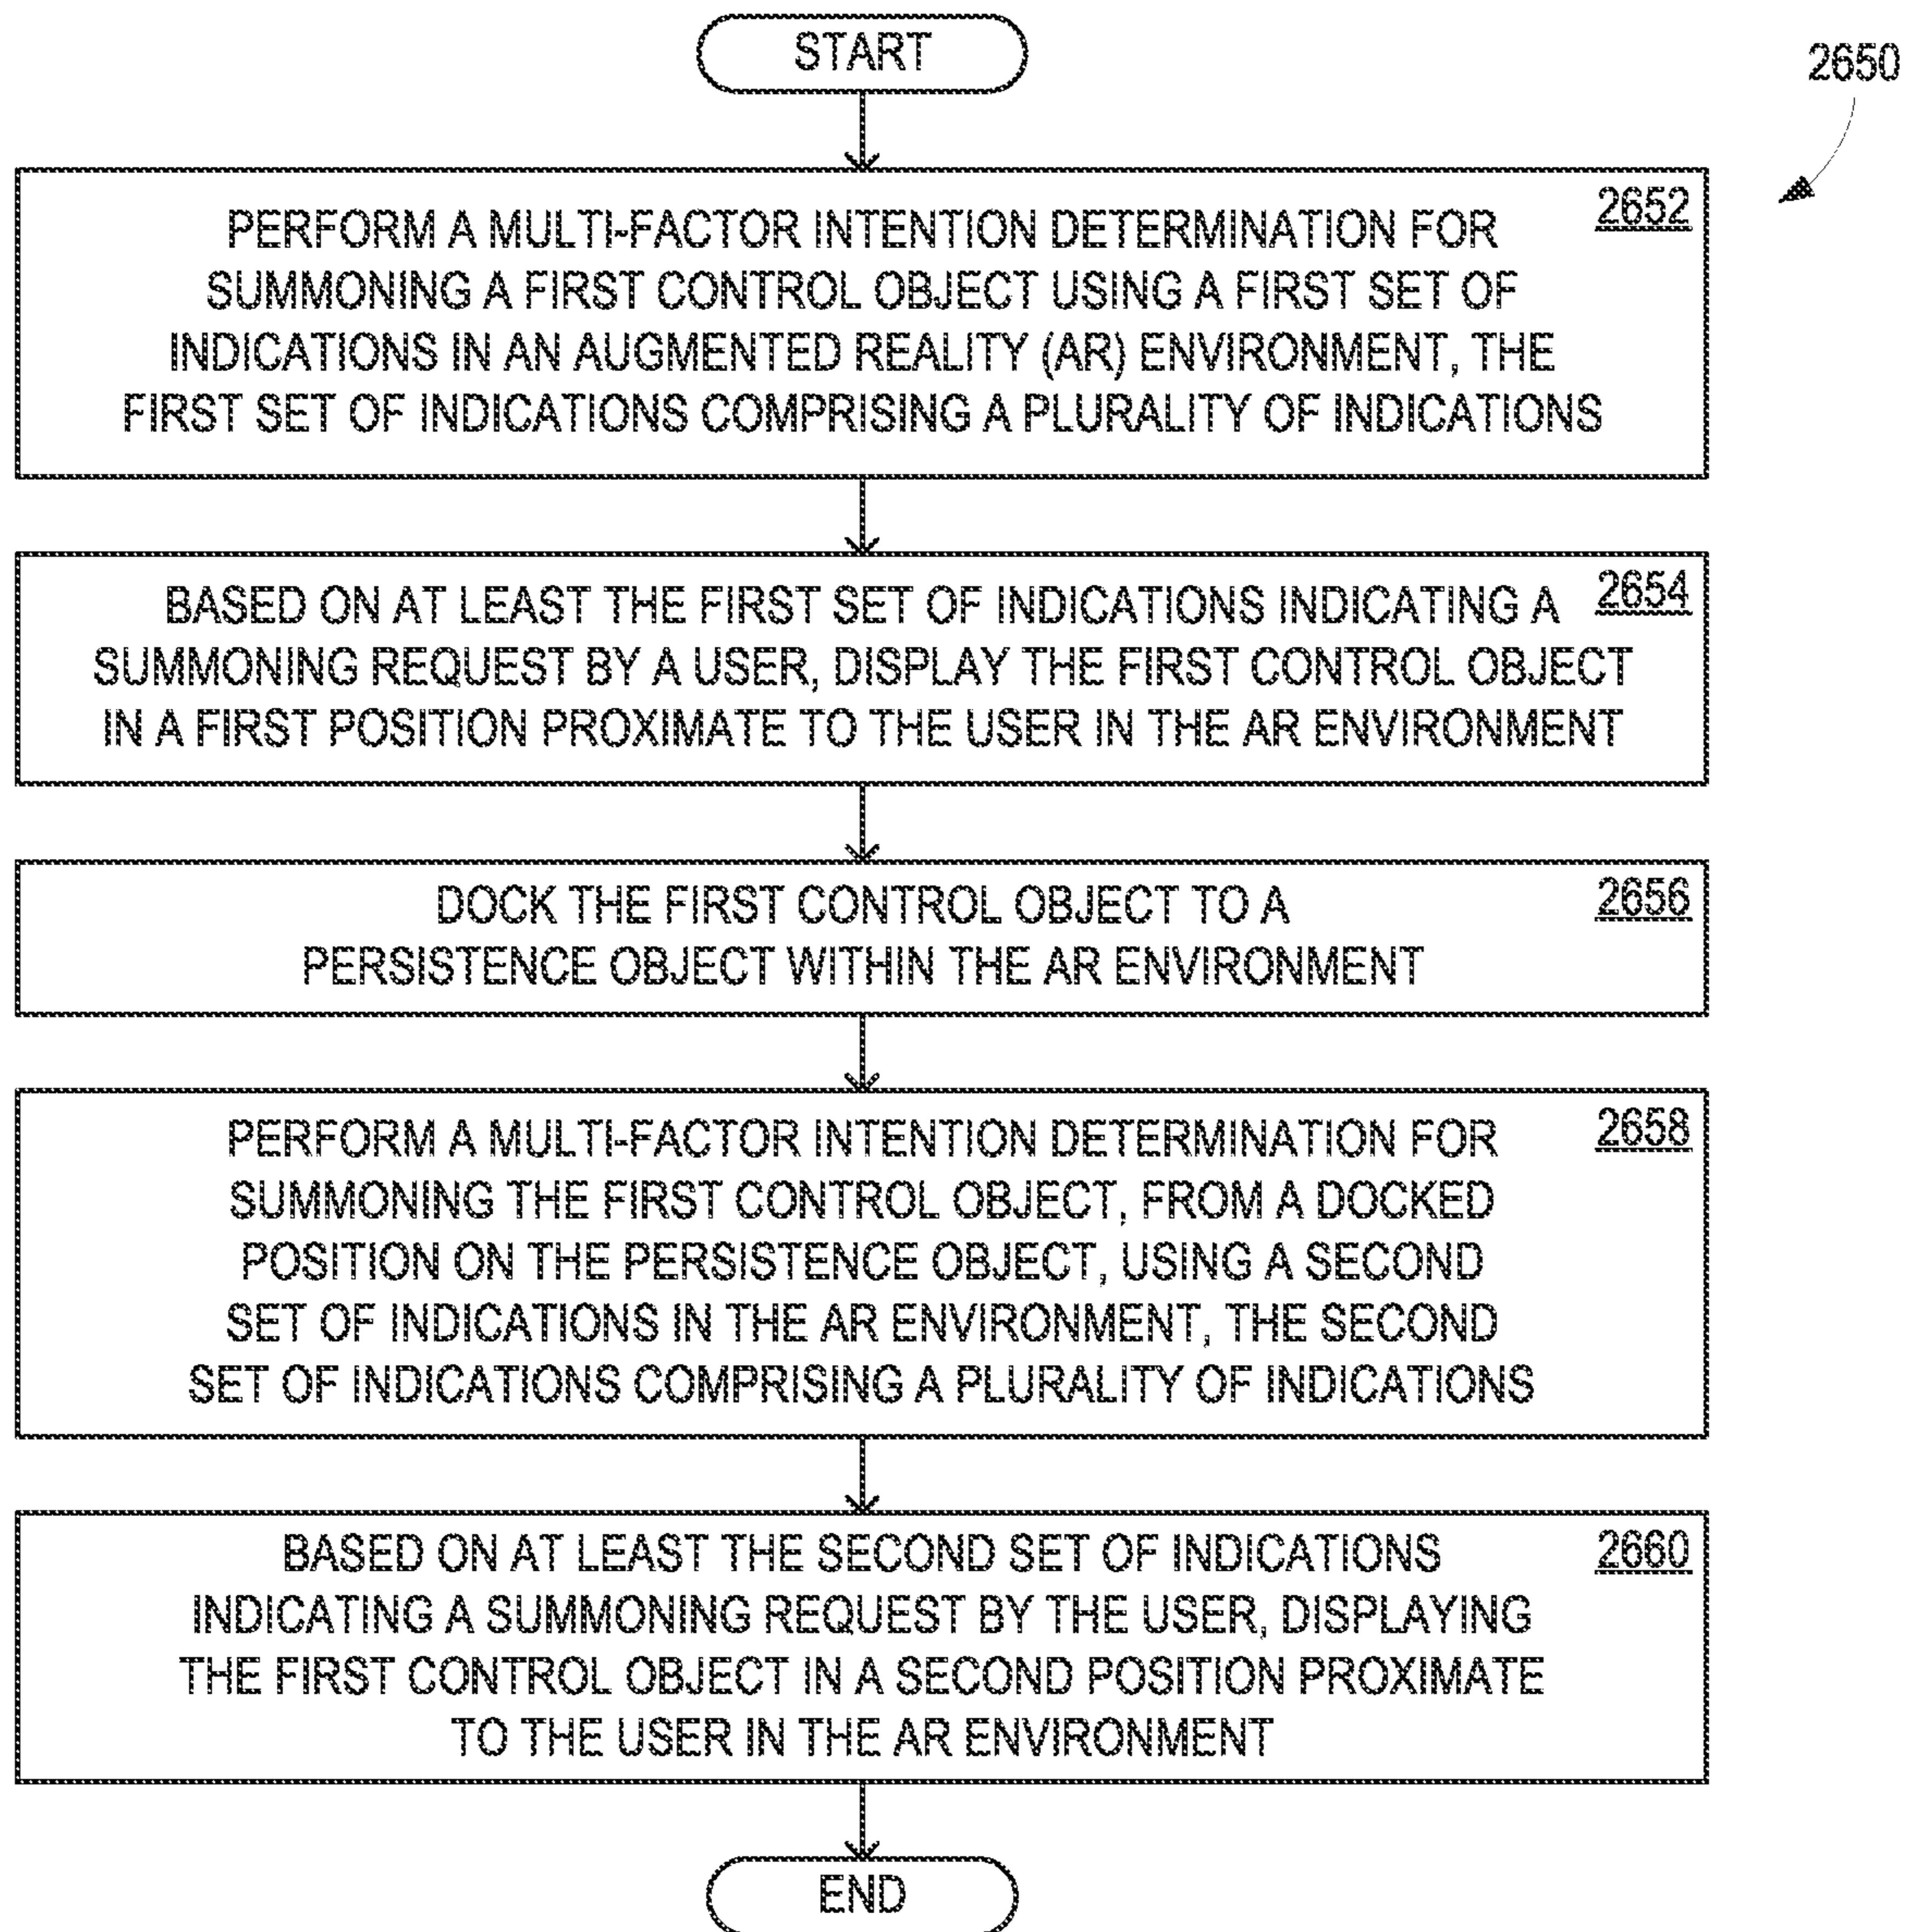 START
2650
2652
PERFORM A MULTI-FACTOR INTENTION DETERMINATION FOR
SUMMONING A FIRST CONTROL OBJECT USING A FIRST SET OF
INDICATIONS IN AN AUGMENTED REALITY (AR) ENVIRONMENT, THE
FIRST SET OF INDICATIONS COMPRISING A PLURALITY OF INDICATIONS
2654
BASED ON AT LEAST THE FIRST SET OF INDICATIONS INDICATING A
SUMMONING REQUEST BY A USER, DISPLAY THE FIRST CONTROL OBJECT
IN A FIRST POSITION PROXIMATE TO THE USER IN THE AR ENVIRONMENT
2656
DOCK THE FIRST CONTROL OBJECT TO A
PERSISTENCE OBJECT WITHIN THE AR ENVIRONMENT
2658
PERFORM A MULTI-FACTOR INTENTION DETERMINATION FOR
SUMMONING THE FIRST CONTROL OBJECT, FROM A DOCKED
POSITION ON THE PERSISTENCE OBJECT, USING A SECOND
SET OF INDICATIONS IN THE AR ENVIRONMENT, THE SECOND
SET OF INDICATIONS COMPRISING A PLURALITY OF INDICATIONS
2660
BASED ON AT LEAST THE SECOND SET OF INDICATIONS
INDICATING A SUMMONING REQUEST BY THE USER, DISPLAYING
THE FIRST CONTROL OBJECT IN A SECOND POSITION PROXIMATE
TO THE USER IN THE AR ENVIRONMENT
END